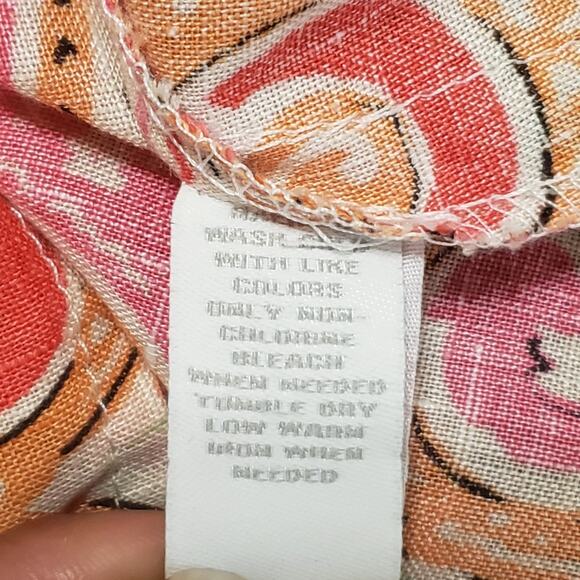 WASH
WITH LIKE
COLORS
ONLY NON-
CHLORINE
BLEACH
WHEN NEEDED
TUMBLE DRY
LOW WARM
IRON WHEN
NEEDED